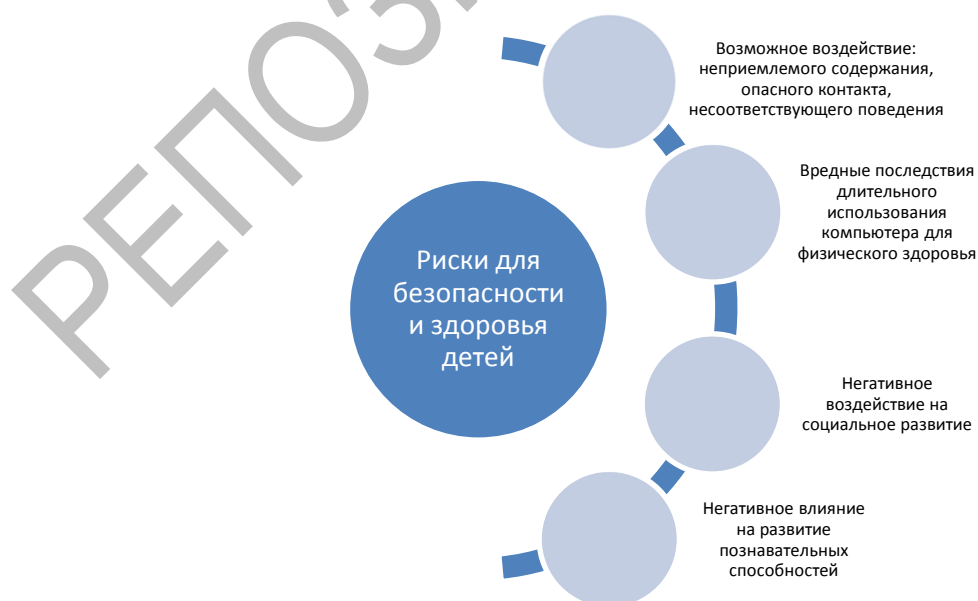 РЕПОЗ
Возможное воздействие:
неприемлемого содержания,
опасного контакта,
несоответствующего поведения
Вредные последствия
длительного
использования
компьютера для
физического здоровья
Риски для
безопасности
и здоровья
детей
Негативное
воздействие на
социальное развитие
Негативное влияние
на развитие
познавательных
способностей